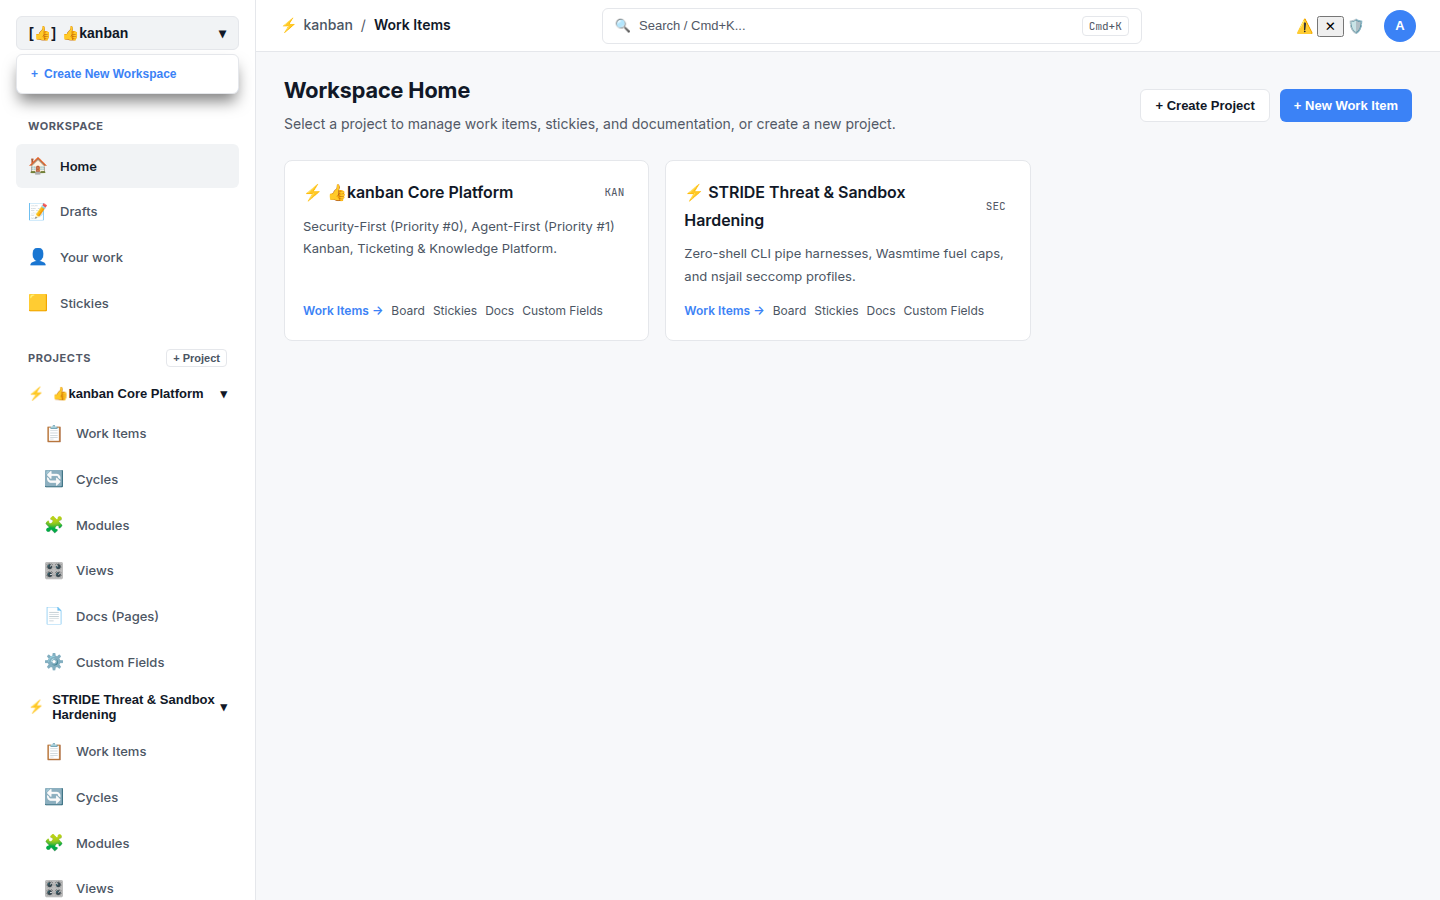 [👍] 👍kanban ▾
+ Create New Workspace
WORKSPACE
🏠 Home
📝 Drafts
👤 Your work
🟨 Stickies
PROJECTS + Project
⚡ 👍kanban Core Platform ▾
📋 Work Items
🔄 Cycles
🧩 Modules
🎛️ Views
📄 Docs (Pages)
⚙️ Custom Fields
⚡ STRIDE Threat & Sandbox ▾
Hardening
📋 Work Items
🔄 Cycles
🧩 Modules
🎛️ Views
⚡ kanban / Work Items
🔍 Search / Cmd+K... Cmd+K
⚠️ ✕ 🛡️ A
Workspace Home
Select a project to manage work items, stickies, and documentation, or create a new project.
+ Create Project + New Work Item
⚡ 👍kanban Core Platform KAN
Security-First (Priority #0), Agent-First (Priority #1)
Kanban, Ticketing & Knowledge Platform.
Work Items → Board Stickies Docs Custom Fields
⚡ STRIDE Threat & Sandbox
Hardening SEC
Zero-shell CLI pipe harnesses, Wasmtime fuel caps,
and nsjail seccomp profiles.
Work Items → Board Stickies Docs Custom Fields